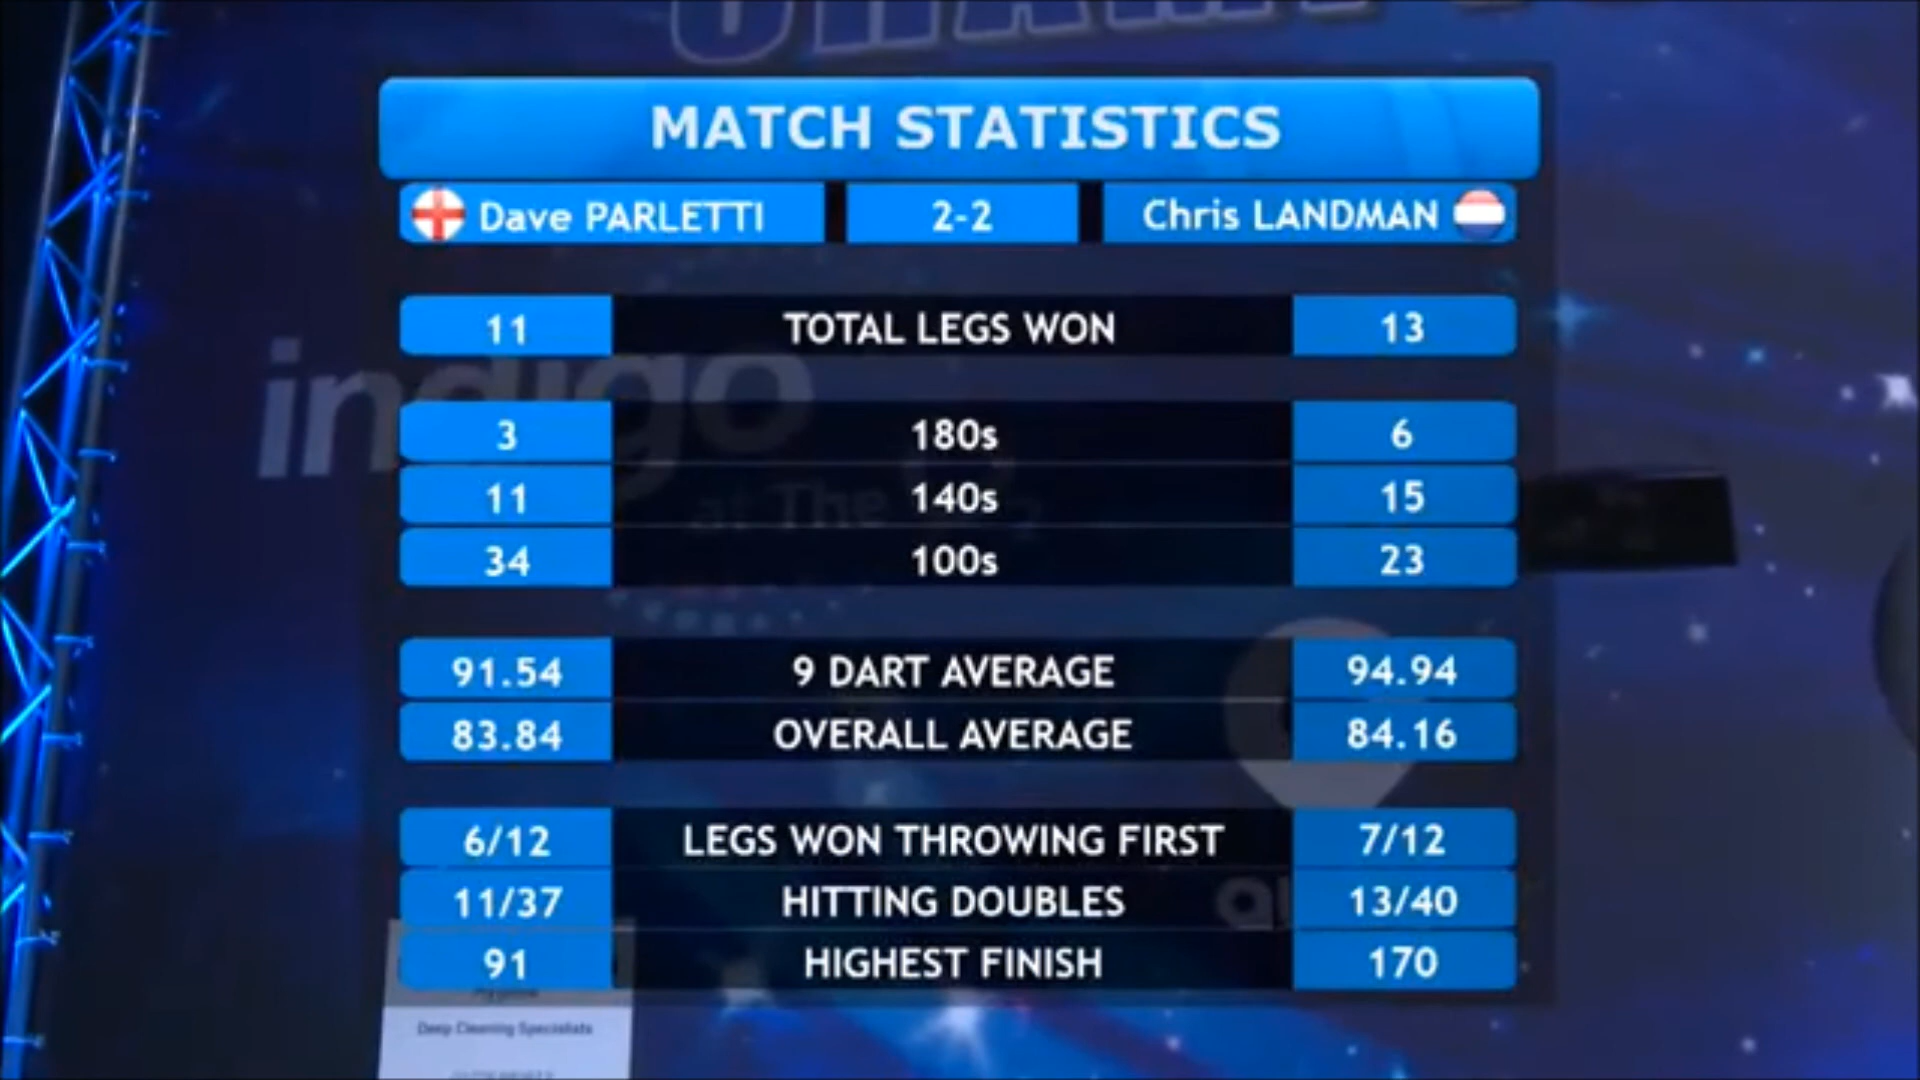 MATCH STATISTICS
Dave PARLETTI 2-2 Chris LANDMAN
11 TOTAL LEGS WON 13
indigo
3 180s 6
11 140s 15
at The
34 100s 23
91.54 9 DART AVERAGE 94.94
83.84 OVERALL AVERAGE 84.16
6/12 LEGS WON THROWING FIRST 7/12
11/37 HITTING DOUBLES 13/40
91 HIGHEST FINISH 170
Deep Cleaning Specialists